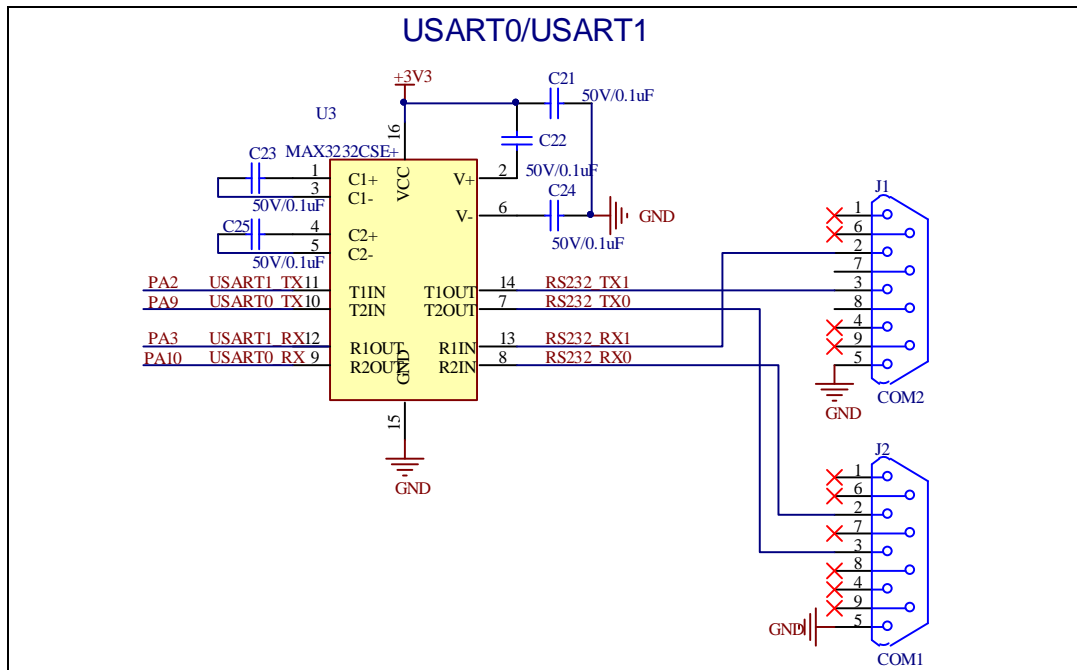 USART0/USART1
+3V3
C21
50V/0.1uF
U3
16
C22
MAX3232CSE+
C23
50V/0.1uF
1 C1+ VCC V+ 2
3 C1-
50V/0.1uF
C24
V- 6
GND
C25
4 C2+
50V/0.1uF
5 C2-
50V/0.1uF
PA2 USART1_TX 11 T1IN T1OUT 14 RS232_TX1
PA9 USART0_TX 10 T2IN T2OUT 7 RS232_TX0
PA3 USART1_RX 12 R1OUT R1IN 13 RS232_RX1
PA10 USART0_RX 9 R2OUT GND R2IN 8 RS232_RX0
15
GND
J1
1
6
2
7
3
8
4
9
5
GND
COM2
J2
1
6
2
7
3
8
4
9
GND 5
COM1